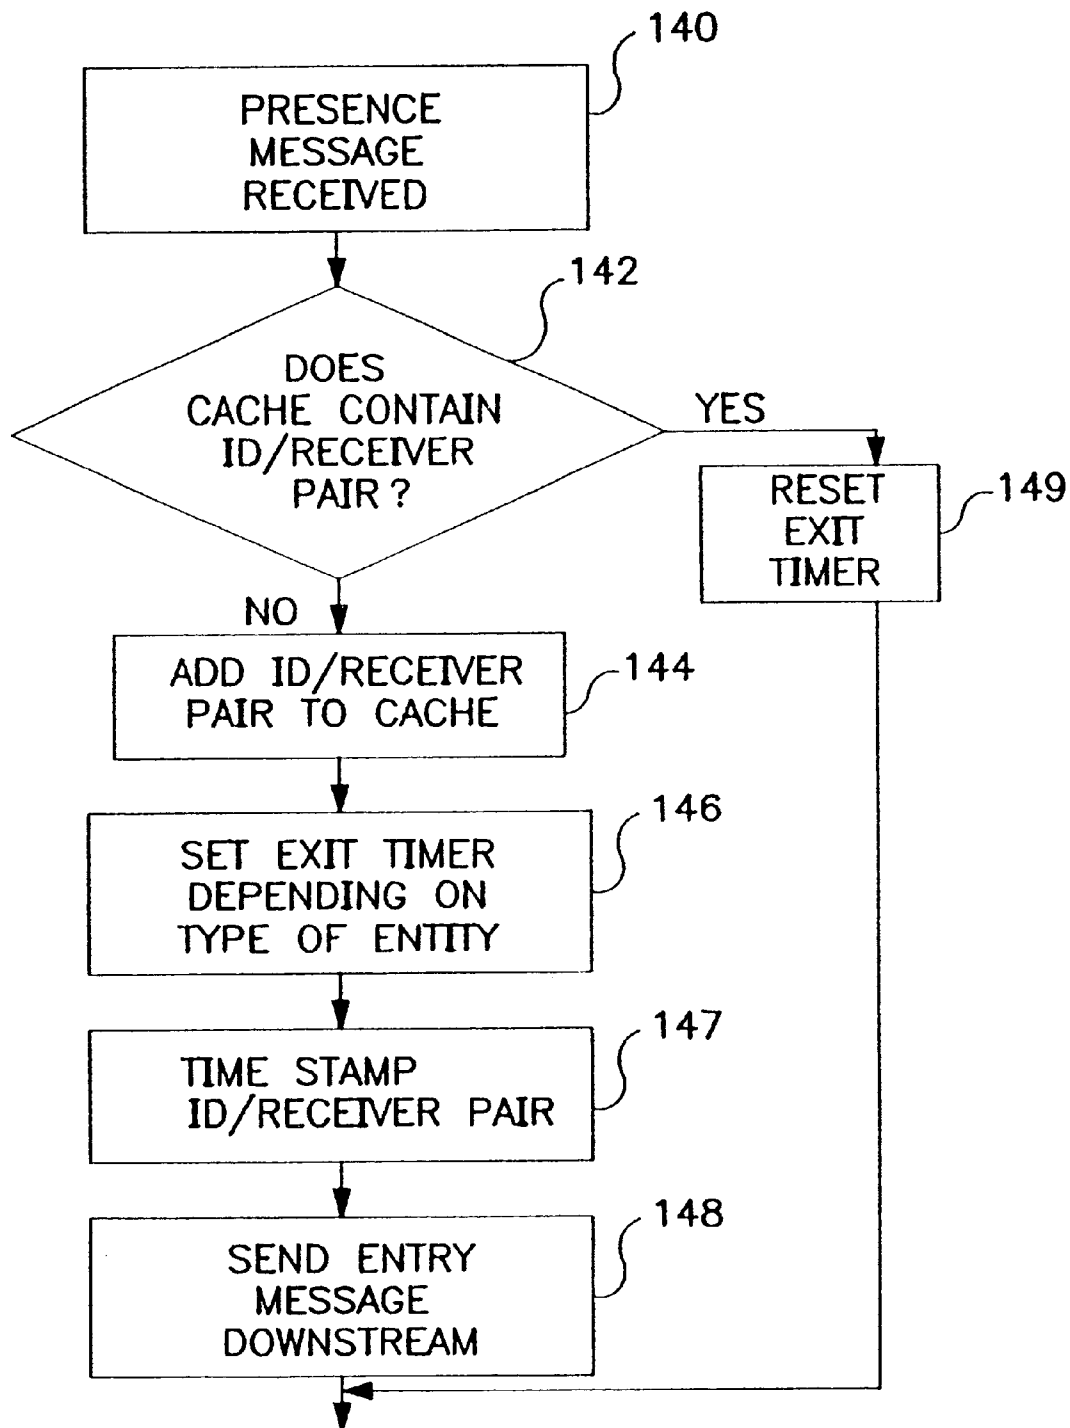 140
PRESENCE
MESSAGE
RECEIVED
142
DOES
CACHE CONTAIN
ID/RECEIVER
PAIR?
YES
RESET
EXIT
TIMER
149
NO
ADD ID/RECEIVER
PAIR TO CACHE
144
146
SET EXIT TIMER
DEPENDING ON
TYPE OF ENTITY
147
TIME STAMP
ID/RECEIVER PAIR
148
SEND ENTRY
MESSAGE
DOWNSTREAM